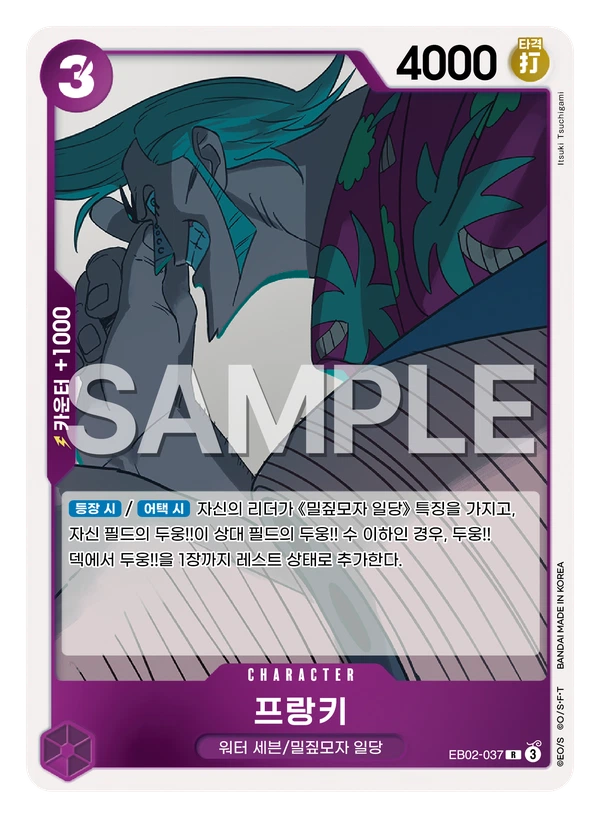 3
4000
타격
打
Itsuki Tsuchigami
카운터 +1000
SAMPLE
등장 시 / 어택 시 자신의 리더가 《밀짚모자 일당》 특징을 가지고,
자신 필드의 두웅!!이 상대 필드의 두웅!! 수 이하인 경우, 두웅!!
덱에서 두웅!!을 1장까지 레스트 상태로 추가한다.
CHARACTER
프랑키
워터 세븐/밀짚모자 일당
EB02-037 R 3
©EO/S ©O/S·F·T BANDAI MADE IN KOREA